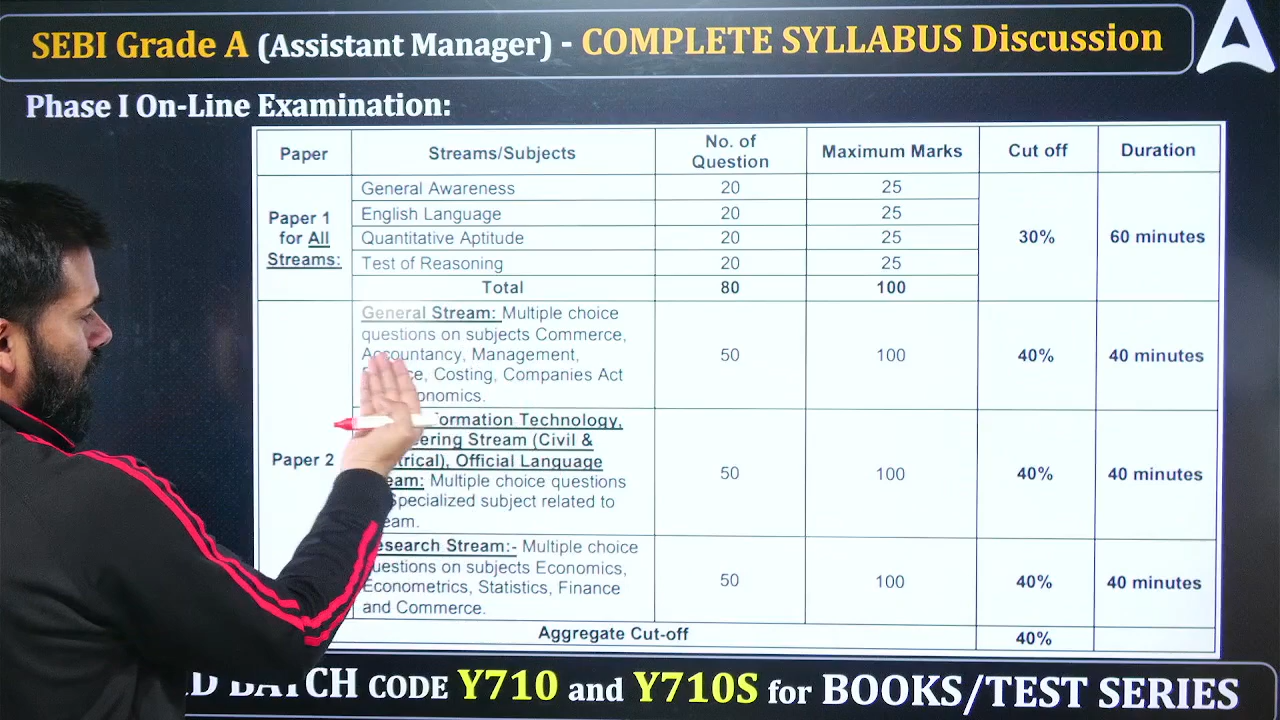 SEBI Grade A (Assistant Manager) - COMPLETE SYLLABUS Discussion
Phase I On-Line Examination:
Paper Streams/Subjects No. of Question Maximum Marks Cut off Duration
Paper 1 for All Streams: 30% 60 minutes
General Awareness 20 25
English Language 20 25
Quantitative Aptitude 20 25
Test of Reasoning 20 25
Total 80 100
Paper 2
General Stream: Multiple choice
questions on subjects Commerce,
Accountancy, Management,
Costing, Companies Act
50 100 40% 40 minutes
Technology,
Stream (Civil &
Official Language
Multiple choice questions
Specialized subject related to
50 100 40% 40 minutes
Research Stream:- Multiple choice
questions on subjects Economics,
Econometrics, Statistics, Finance
and Commerce.
50 100 40% 40 minutes
Aggregate Cut-off 40%
CODE Y710 and Y710S for BOOKS/TEST SERIES